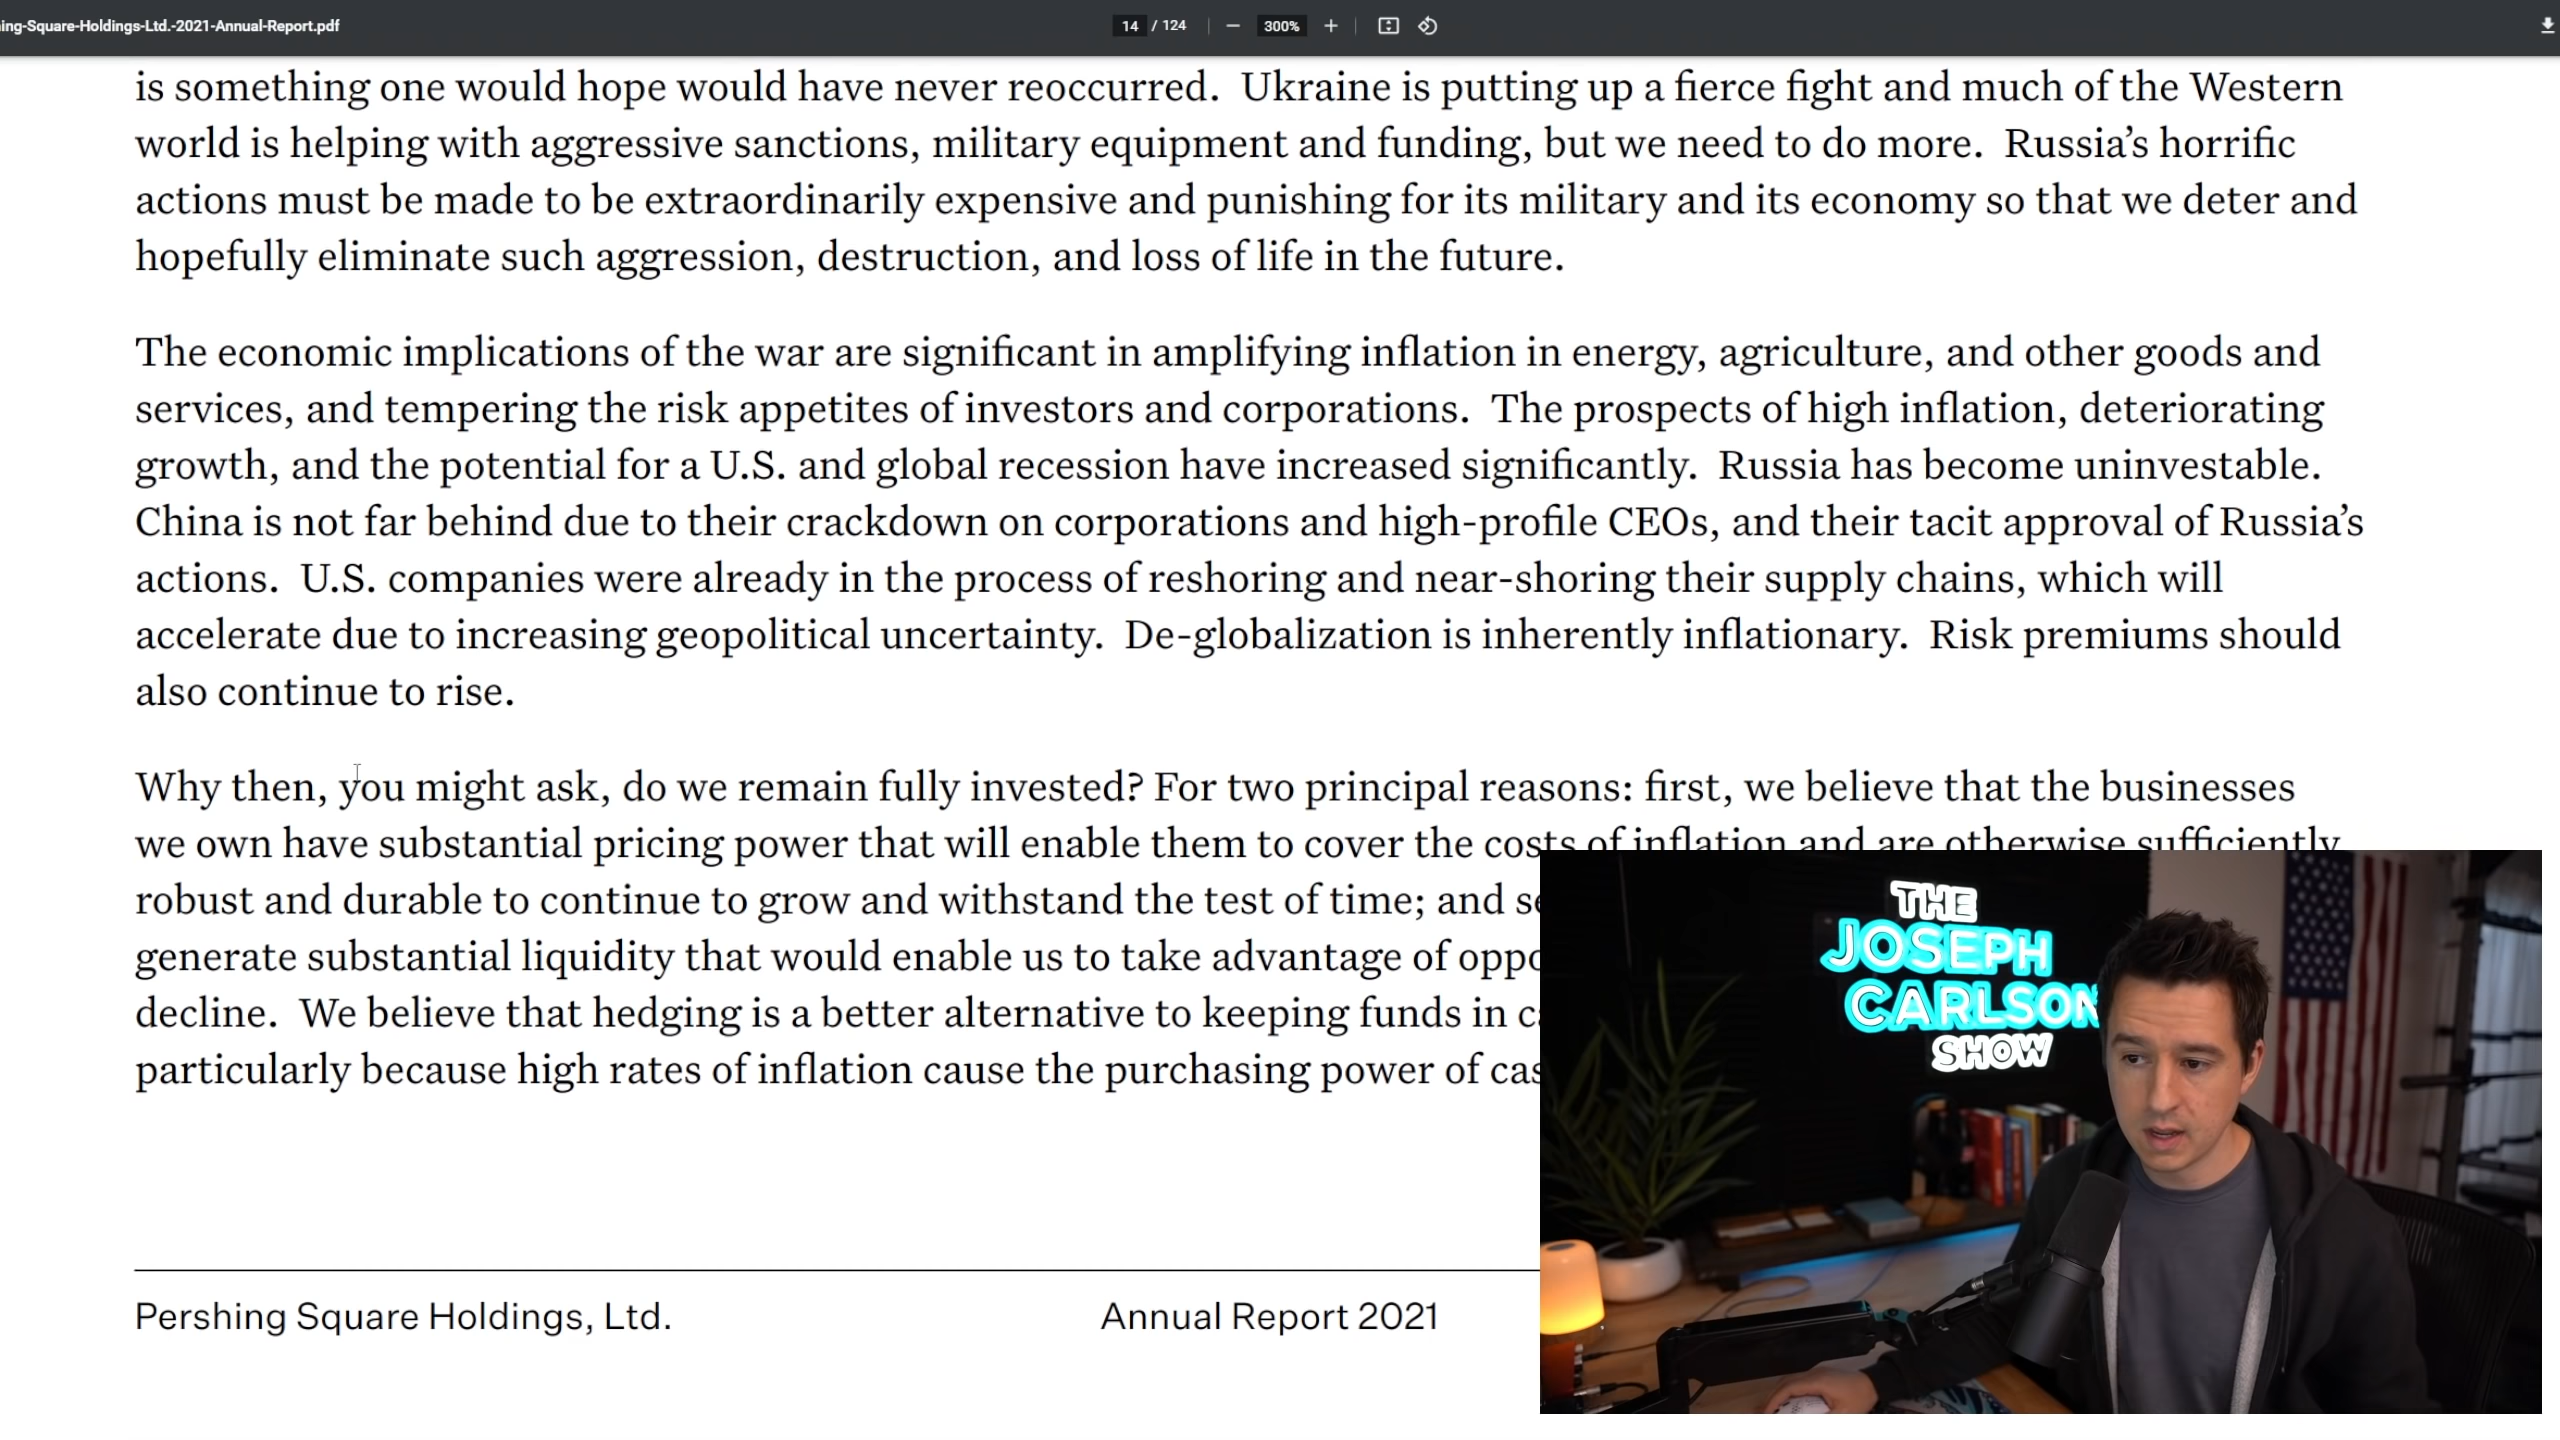 ing-Square-Holdings-Ltd.-2021-Annual-Report.pdf
14 / 124
300%
is something one would hope would have never reoccurred. Ukraine is putting up a fierce fight and much of the Western
world is helping with aggressive sanctions, military equipment and funding, but we need to do more. Russia’s horrific
actions must be made to be extraordinarily expensive and punishing for its military and its economy so that we deter and
hopefully eliminate such aggression, destruction, and loss of life in the future.
The economic implications of the war are significant in amplifying inflation in energy, agriculture, and other goods and
services, and tempering the risk appetites of investors and corporations. The prospects of high inflation, deteriorating
growth, and the potential for a U.S. and global recession have increased significantly. Russia has become uninvestable.
China is not far behind due to their crackdown on corporations and high-profile CEOs, and their tacit approval of Russia’s
actions. U.S. companies were already in the process of reshoring and near-shoring their supply chains, which will
accelerate due to increasing geopolitical uncertainty. De-globalization is inherently inflationary. Risk premiums should
also continue to rise.
Why then, you might ask, do we remain fully invested? For two principal reasons: first, we believe that the businesses
we own have substantial pricing power that will enable them to cover the costs of inflation and are otherwise sufficiently
robust and durable to continue to grow and withstand the test of time; and
generate substantial liquidity that would enable us to take advantage of
decline. We believe that hedging is a better alternative to keeping funds in
particularly because high rates of inflation cause the purchasing power of
Pershing Square Holdings, Ltd.
Annual Report 2021
THE
JOSEPH
CARLSON
SHOW